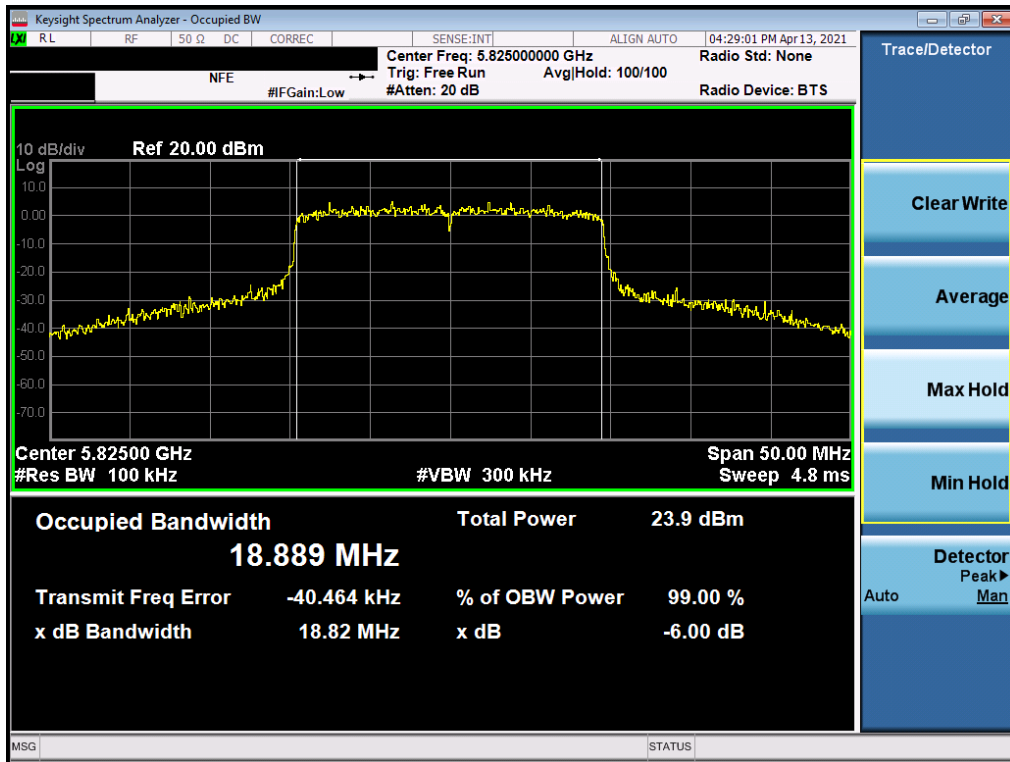 Keysight Spectrum Analyzer - Occupied BW
LXI RL RF 50 Ω DC CORREC SENSE:INT ALIGN AUTO 04:29:01 PM Apr 13, 2021
Center Freq: 5.825000000 GHz Radio Std: None
NFE Trig: Free Run Avg|Hold: 100/100
#IFGain:Low #Atten: 20 dB Radio Device: BTS
Trace/Detector
10 dB/div Ref 20.00 dBm
Log
10.0
0.00
-10.0
-20.0
-30.0
-40.0
-50.0
-60.0
-70.0
Center 5.82500 GHz Span 50.00 MHz
#Res BW 100 kHz #VBW 300 kHz Sweep 4.8 ms
Occupied Bandwidth Total Power 23.9 dBm
18.889 MHz
Transmit Freq Error -40.464 kHz % of OBW Power 99.00 %
x dB Bandwidth 18.82 MHz x dB -6.00 dB
Clear Write
Average
Max Hold
Min Hold
Detector
Peak▶
Auto Man
MSG STATUS